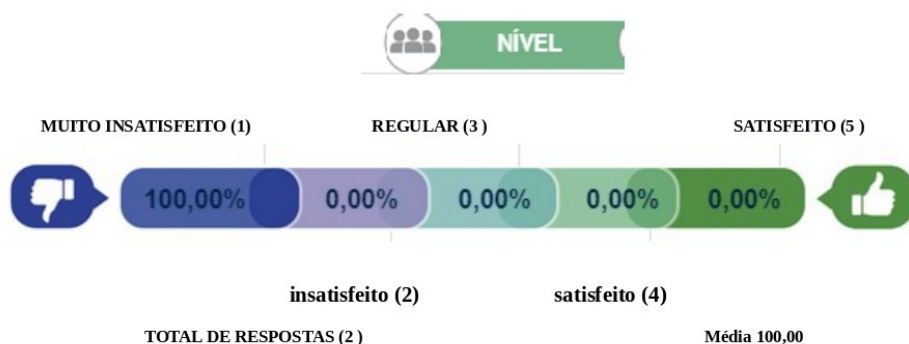 NÍVEL
MUITO INSATISFEITO (1) REGULAR (3 ) SATISFEITO (5 )
100,00% 0,00% 0,00% 0,00% 0,00%
insatisfeito (2) satisfeito (4)
TOTAL DE RESPOSTAS (2 ) Média 100,00